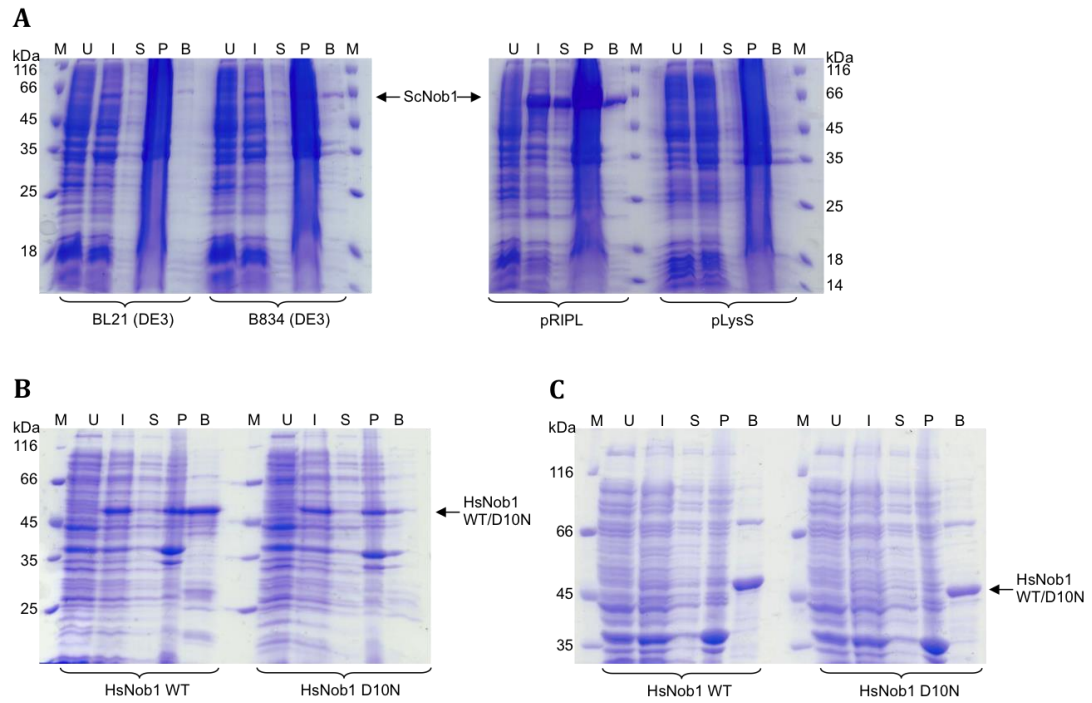 A
M U I S P B U I S P B M
kDa
116
66
45
35
25
18
BL21 (DE3)
B834 (DE3)
ScNob1
U I S P B M U I S P B M
kDa
116
66
45
35
25
18
14
pRIPL
pLysS
B
M U I S P B M U I S P B
kDa
116
66
45
35
25
HsNob1
WT/D10N
HsNob1 WT
HsNob1 D10N
C
M U I S P B M U I S P B
kDa
116
66
45
35
HsNob1
WT/D10N
HsNob1 WT
HsNob1 D10N